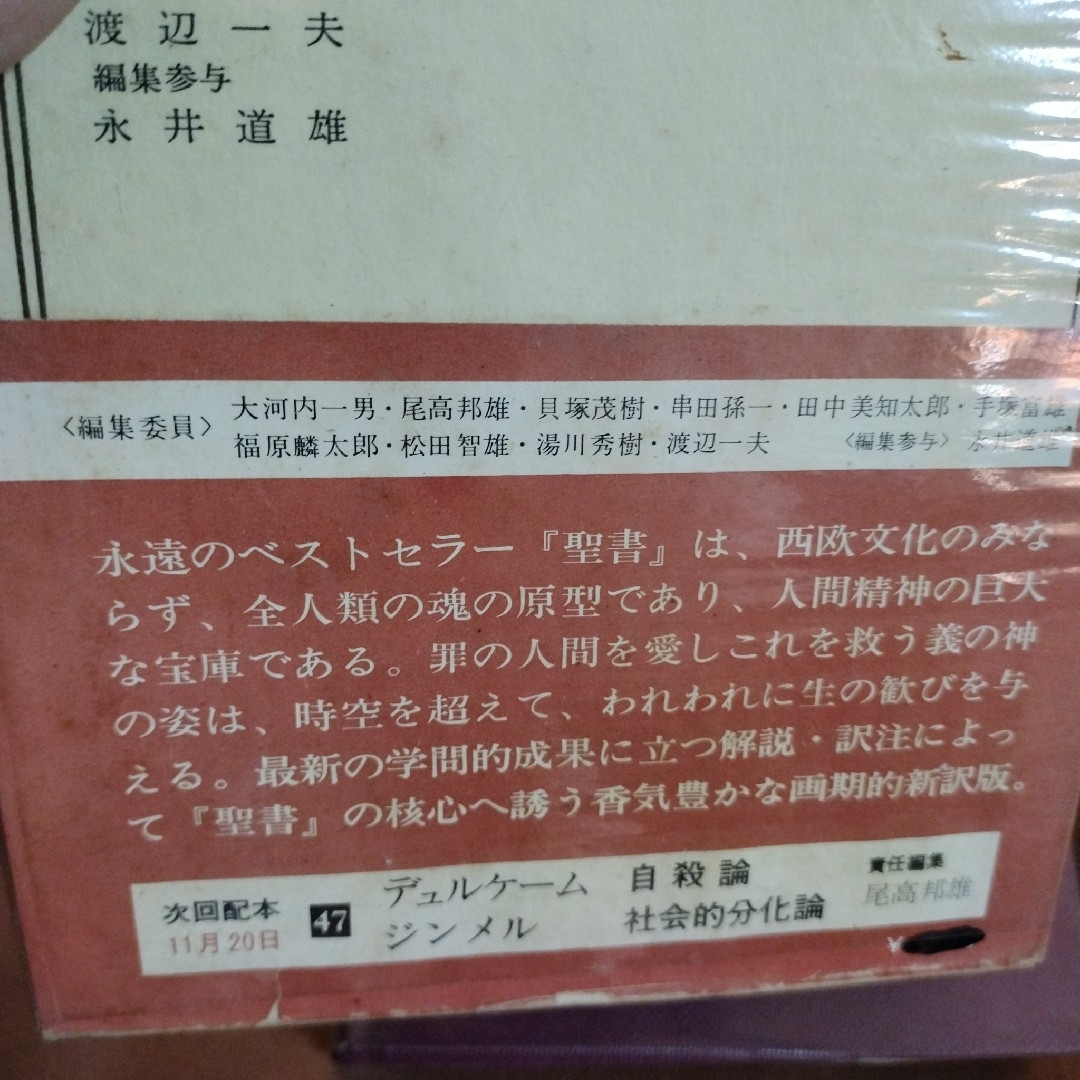 渡辺一夫
編集参与
永井道雄
〈編集委員〉 大河内一男・尾高邦雄・貝塚茂樹・串田孫一・田中美知太郎・手塚富雄
福原麟太郎・松田智雄・湯川秀樹・渡辺一夫 〈編集参与〉 永井道雄
永遠のベストセラー『聖書』は、西欧文化のみな
らず、全人類の魂の原型であり、人間精神の巨大
な宝庫である。罪の人間を愛しこれを救う義の神
の姿は、時空を超えて、われわれに生の歓びを与
える。最新の学問的成果に立つ解説・訳注によっ
て『聖書』の核心へ誘う香気豊かな画期的新訳版。
次回配本
11月20日
47
デュルケーム 自殺論
ジンメル 社会的分化論
責任編集
尾高邦雄
¥